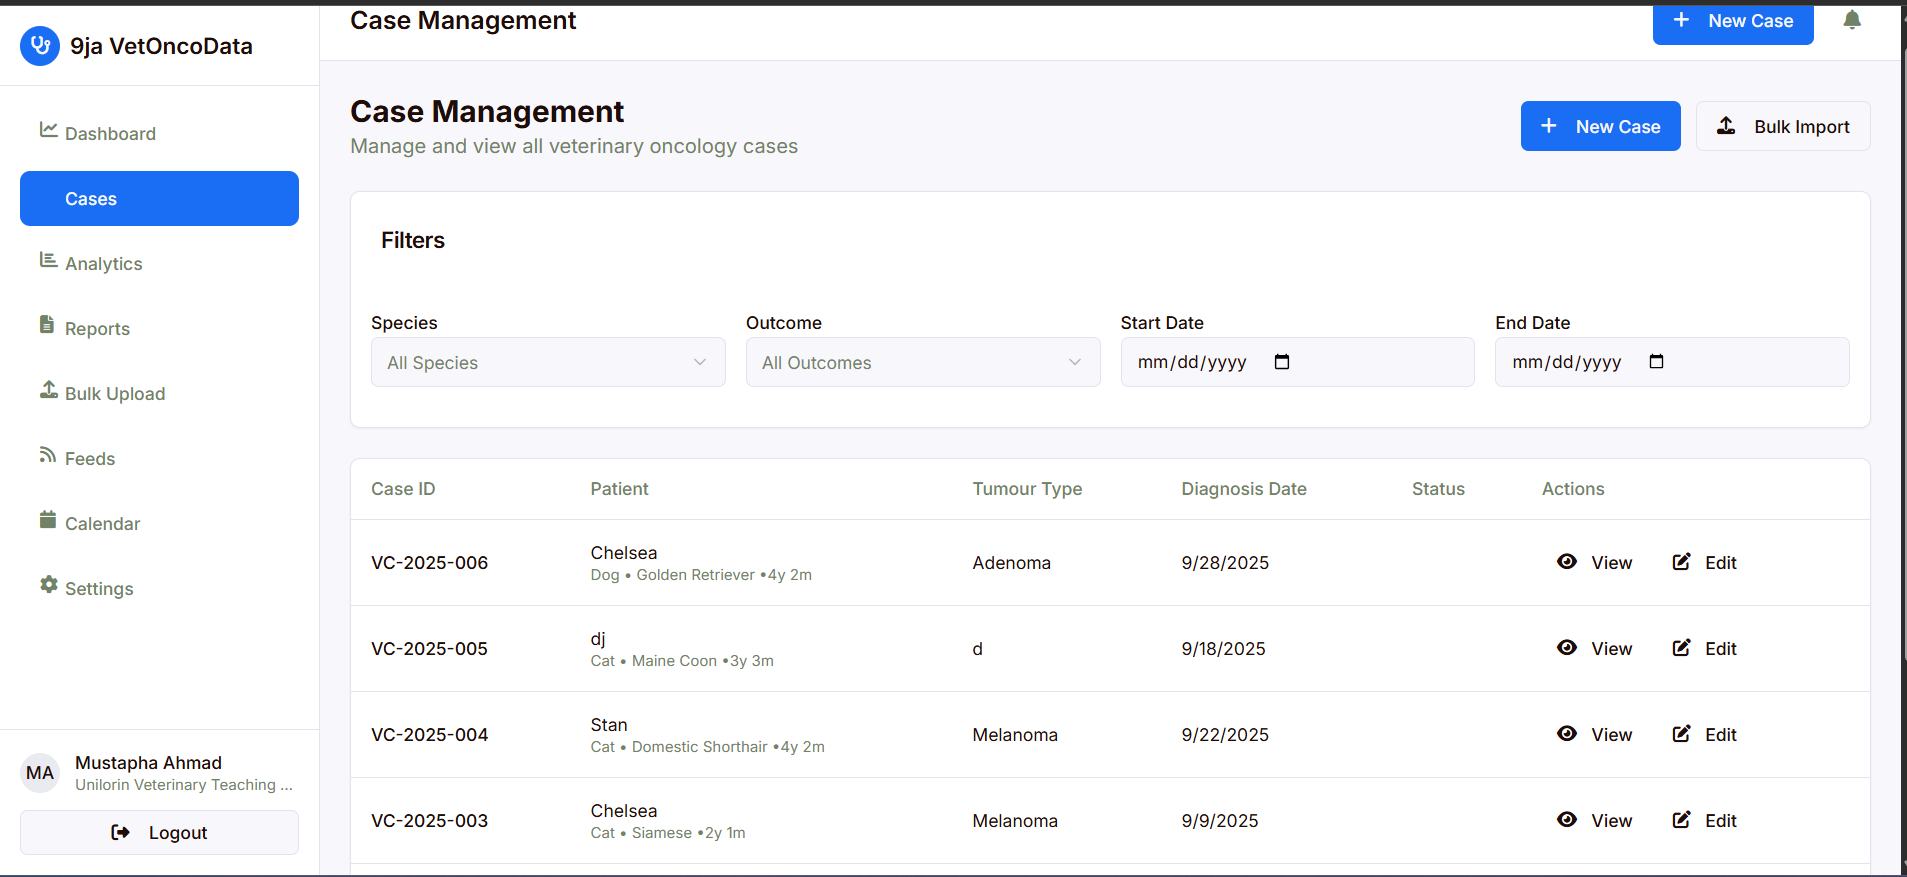 9ja VetOncoData
Dashboard
Cases
Analytics
Reports
Bulk Upload
Feeds
Calendar
Settings
MA
Mustapha Ahmad
Unilorin Veterinary Teaching ...
Logout
Case Management
+ New Case
Case Management
Manage and view all veterinary oncology cases
+ New Case
Bulk Import
Filters
Species Outcome Start Date End Date
All Species All Outcomes mm/dd/yyyy mm/dd/yyyy
Case ID Patient Tumour Type Diagnosis Date Status Actions
VC-2025-006 Chelsea Adenoma 9/28/2025 View Edit
Dog • Golden Retriever •4y 2m
VC-2025-005 dj d 9/18/2025 View Edit
Cat • Maine Coon •3y 3m
VC-2025-004 Stan Melanoma 9/22/2025 View Edit
Cat • Domestic Shorthair •4y 2m
VC-2025-003 Chelsea Melanoma 9/9/2025 View Edit
Cat • Siamese •2y 1m